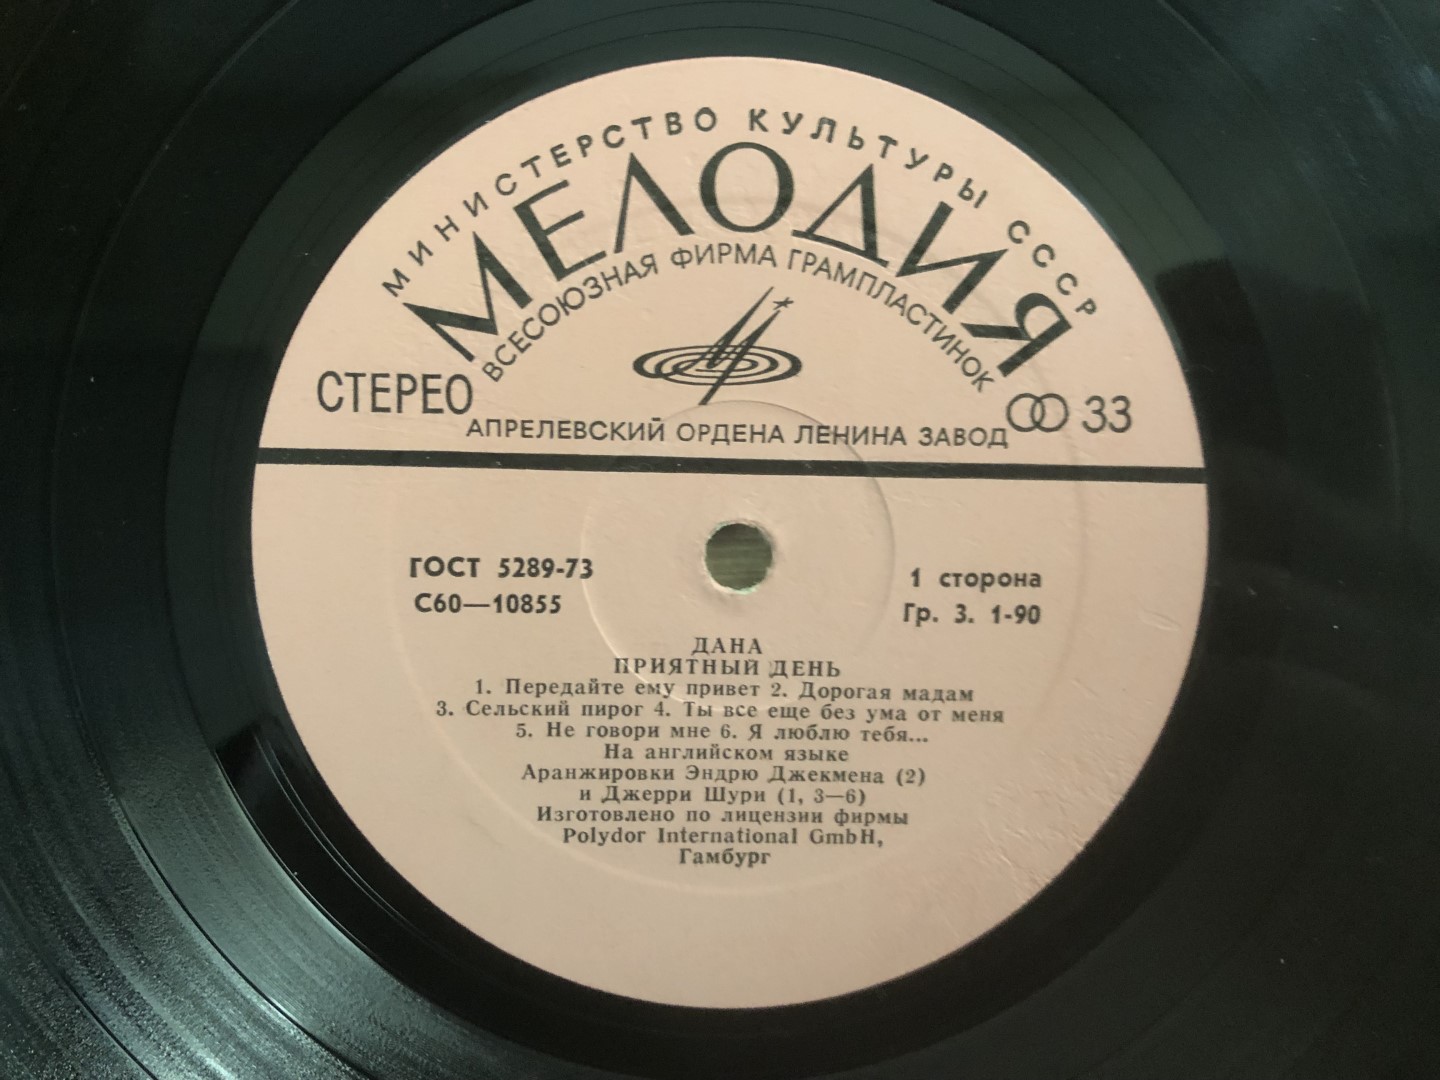 МИНИСТЕРСТВО КУЛЬТУРЫ СССР
МЕЛОДИЯ
ВСЕСОЮЗНАЯ ФИРМА ГРАМПЛАСТИНОК
СТЕРЕО
33
АПРЕЛЕВСКИЙ ОРДЕНА ЛЕНИНА ЗАВОД
ГОСТ 5289-73
С60—10855
1 сторона
Гр. 3. 1-90
ДАНА
ПРИЯТНЫЙ ДЕНЬ
1. Передайте ему привет 2. Дорогая мадам
3. Сельский пирог 4. Ты все еще без ума от меня
5. Не говори мне 6. Я люблю тебя...
На английском языке
Аранжировки Эндрю Джекмена (2)
и Джерри Шури (1, 3—6)
Изготовлено по лицензии фирмы
Polydor International GmbH,
Гамбург